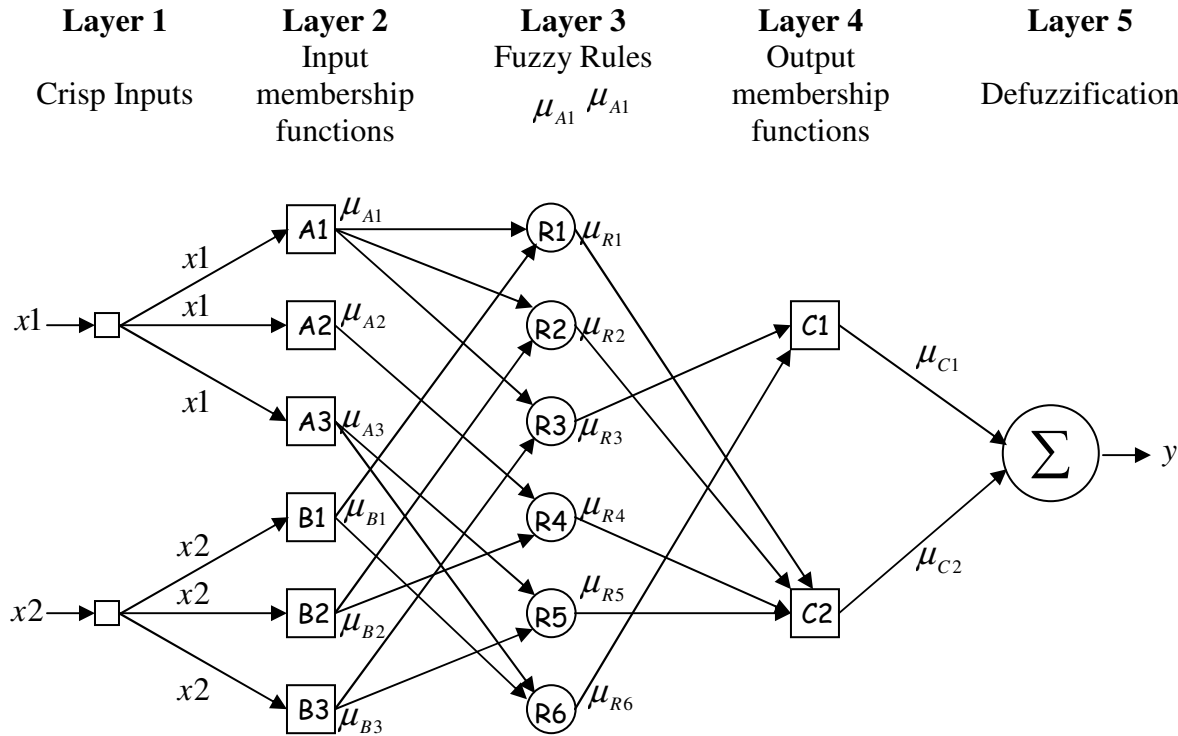 Layer 1 Layer 2 Layer 3 Layer 4 Layer 5
Input Fuzzy Rules Output
Crisp Inputs membership μA1 μA1 membership Defuzzification
functions functions
A1 μA1 R1 μR1
x1
x1 x1 A2 μA2 R2 μR2 C1
μC1
x1 A3 μA3 R3 μR3
Σ y
B1 μB1 R4 μR4
x2
μC2
x2 x2 B2 μB2 R5 μR5 C2
x2 B3 μB3 R6 μR6